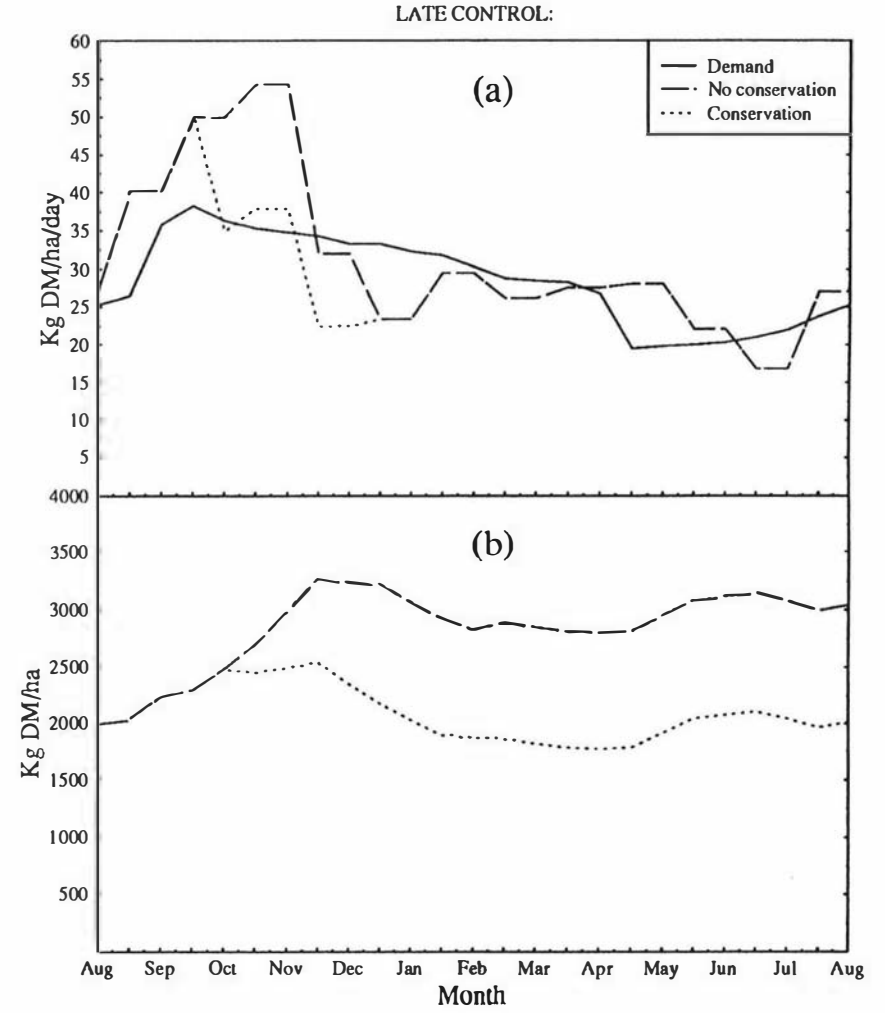 LATE CONTROL:
60
55
50
45
40
35
30
25
20
15
10
5
Kg DM/ha/day
(a)
Demand
No conservation
Conservation
4000
3500
3000
2500
2000
1500
1000
500
Kg DM/ha
(b)
Aug Sep Oct Nov Dec Jan Feb Mar Apr May Jun Jul Aug
Month